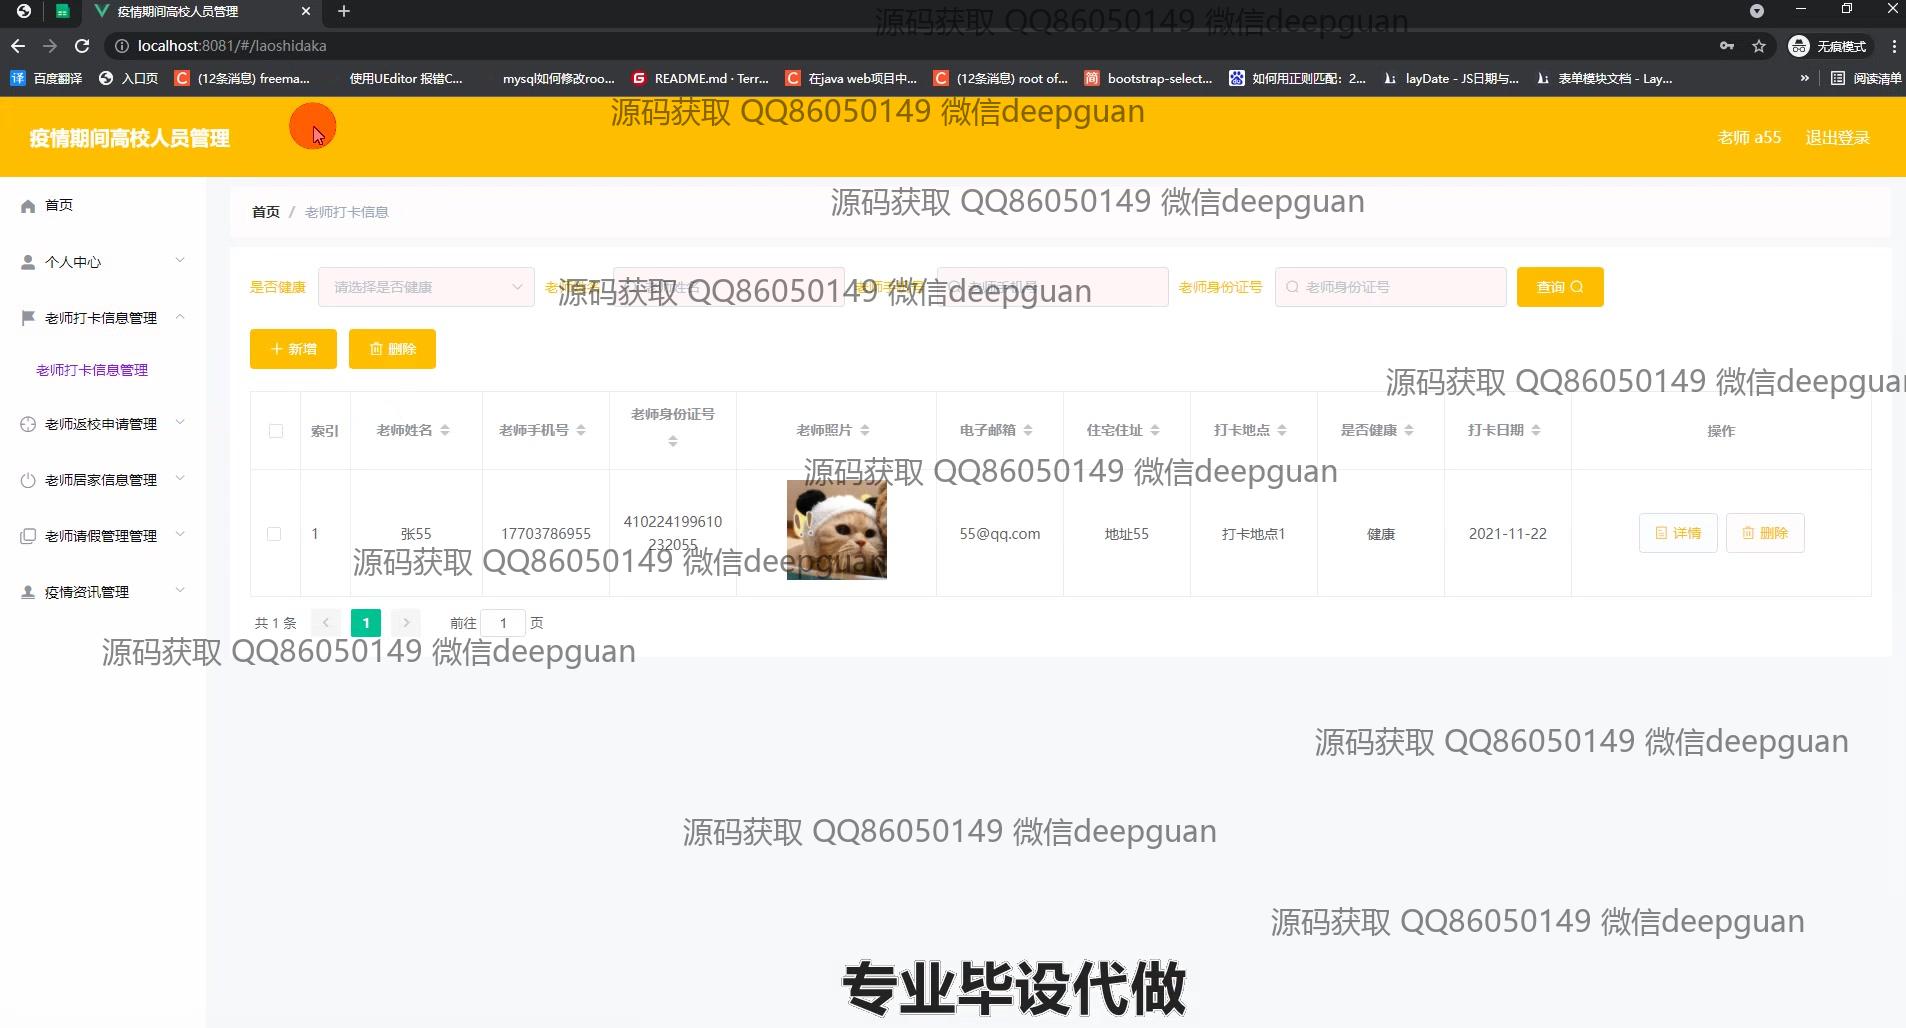 疫情期间高校人员管理
localhost:8081/#/laoshidaka
无痕模式
百度翻译
入口页
(12条消息) freema...
使用UEditor 报错C...
mysql如何修改roo...
README.md · Terr...
在java web项目中...
(12条消息) root of...
bootstrap-select...
如何用正则匹配：2...
layDate - JS日期与...
表单模块文档 - Lay...
»
阅读清单
源码获取 QQ86050149 微信deepguan
源码获取 QQ86050149 微信deepguan
疫情期间高校人员管理
老师 a55
退出登录
首页
个人中心
老师打卡信息管理
老师打卡信息管理
老师返校申请管理
老师居家信息管理
老师请假管理管理
疫情资讯管理
首页 / 老师打卡信息
源码获取 QQ86050149 微信deepguan
是否健康
请选择是否健康
老师姓名
老师姓名
老师手机号
老师手机号
老师身份证号
老师身份证号
查询
源码获取 QQ86050149 微信deepguan
新增
删除
源码获取 QQ86050149 微信deepguan
索引
老师姓名
老师手机号
老师身份证号
老师照片
电子邮箱
住宅住址
打卡地点
是否健康
打卡日期
操作
源码获取 QQ86050149 微信deepguan
1
张55
17703786955
410224199610
232055
55@qq.com
地址55
打卡地点1
健康
2021-11-22
详情
删除
源码获取 QQ86050149 微信deepguan
共 1 条
1
前往
1
页
源码获取 QQ86050149 微信deepguan
源码获取 QQ86050149 微信deepguan
源码获取 QQ86050149 微信deepguan
源码获取 QQ86050149 微信deepguan
专业毕设代做